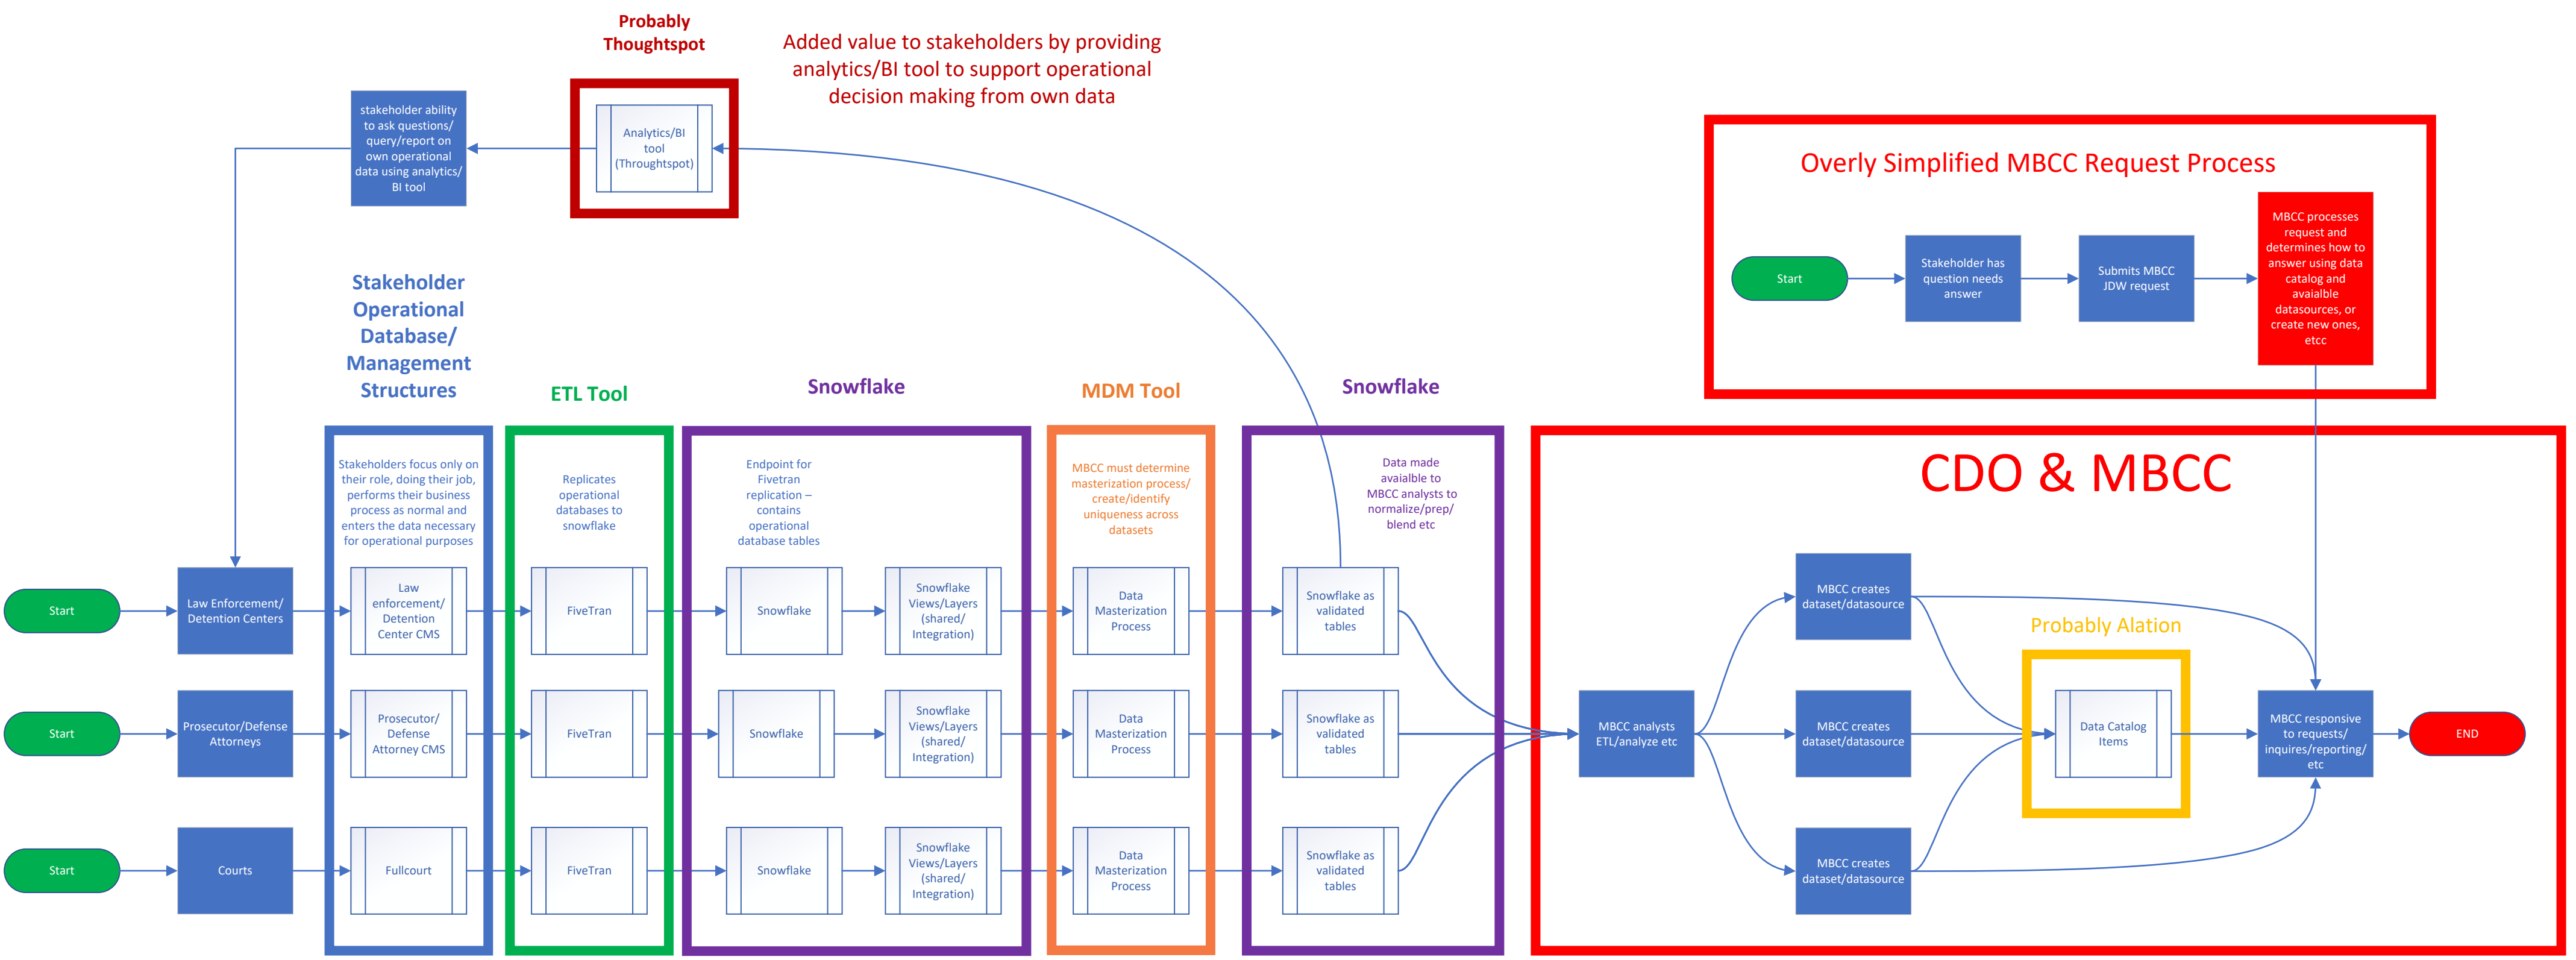 Probably
Thoughtspot
Added value to stakeholders by providing
analytics/BI tool to support operational
decision making from own data
stakeholder ability
to ask questions/
query/report on
own operational
data using analytics/
BI tool
Analytics/BI
tool
(Throughtspot)
Overly Simplified MBCC Request Process
Start
Stakeholder has
question needs
answer
Submits MBCC
JDW request
MBCC processes
request and
determines how to
answer using data
catalog and
avaialble
datasources, or
create new ones,
etcc
Stakeholder
Operational
Database/
Management
Structures
ETL Tool
Snowflake
MDM Tool
Snowflake
Stakeholders focus only on
their role, doing their job,
performs their business
process as normal and
enters the data necessary
for operational purposes
Replicates
operational
databases to
snowflake
Endpoint for
Fivetran
replication –
contains
operational
database tables
MBCC must determine
masterization process/
create/identify
uniqueness across
datasets
Data made
avaialble to
MBCC analysts to
normalize/prep/
blend etc
CDO & MBCC
Start
Law Enforcement/
Detention Centers
Law
enforcement/
Detention
Center CMS
FiveTran
Snowflake
Snowflake
Views/Layers
(shared/
Integration)
Data
Masterization
Process
Snowflake as
validated
tables
Start
Prosecutor/Defense
Attorneys
Prosecutor/
Defense
Attorney CMS
FiveTran
Snowflake
Snowflake
Views/Layers
(shared/
Integration)
Data
Masterization
Process
Snowflake as
validated
tables
Start
Courts
Fullcourt
FiveTran
Snowflake
Snowflake
Views/Layers
(shared/
Integration)
Data
Masterization
Process
Snowflake as
validated
tables
MBCC analysts
ETL/analyze etc
MBCC creates
dataset/datasource
MBCC creates
dataset/datasource
MBCC creates
dataset/datasource
Probably Alation
Data Catalog
Items
MBCC responsive
to requests/
inquires/reporting/
etc
END